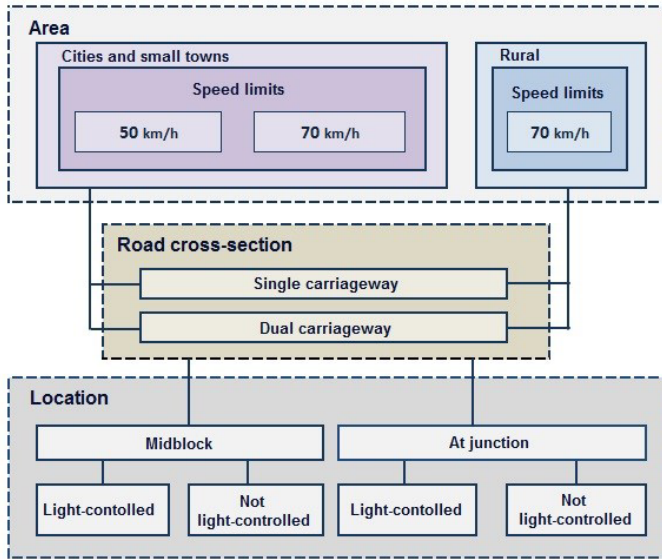 Area
Cities and small towns
Speed limits
50 km/h
70 km/h
Rural
Speed limits
70 km/h
Road cross-section
Single carriageway
Dual carriageway
Location
Midblock
At junction
Light-contolled
Not
light-controlled
Light-contolled
Not
light-controlled